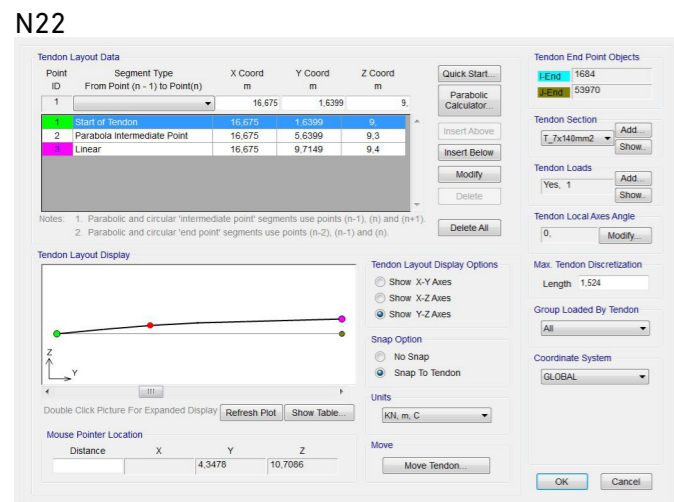 N22
Tendon Layout Data
Point Segment Type X Coord Y Coord Z Coord
ID From Point (n - 1) to Point(n) m m m
1 16,675 1,6399 9,
1 Start of Tendon 16,675 1,6399 9,
2 Parabola Intermediate Point 16,675 5,6399 9,3
3 Linear 16,675 9,7149 9,4
Notes: 1. Parabolic and circular 'intermediate point' segments use points (n-1), (n) and (n+1).
2. Parabolic and circular 'end point' segments use points (n-2), (n-1) and (n).
Quick Start...
Parabolic
Calculator...
Insert Above
Insert Below
Modify
Delete
Delete All
Tendon Layout Display
Z
Y
Double Click Picture For Expanded Display
Refresh Plot
Show Table...
Mouse Pointer Location
Distance X Y Z
4,3478 10,7086
Tendon Layout Display Options
Show X-Y Axes
Show X-Z Axes
Show Y-Z Axes
Snap Option
No Snap
Snap To Tendon
Units
KN, m, C
Move
Move Tendon...
Tendon End Point Objects
I-End 1684
J-End 53970
Tendon Section
T_7x140mm2
Add...
Show..
Tendon Loads
Yes, 1
Add...
Show..
Tendon Local Axes Angle
0,
Modify...
Max. Tendon Discretization
Length 1,524
Group Loaded By Tendon
All
Coordinate System
GLOBAL
OK
Cancel